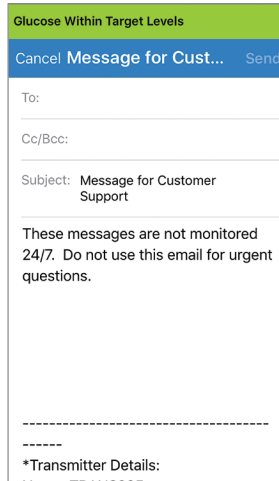 Glucose Within Target Levels
Cancel Message for Cust... Send
To:
Cc/Bcc:
Subject: Message for Customer
Support
These messages are not monitored
24/7. Do not use this email for urgent
questions.
-------------------------------------
------
*Transmitter Details: